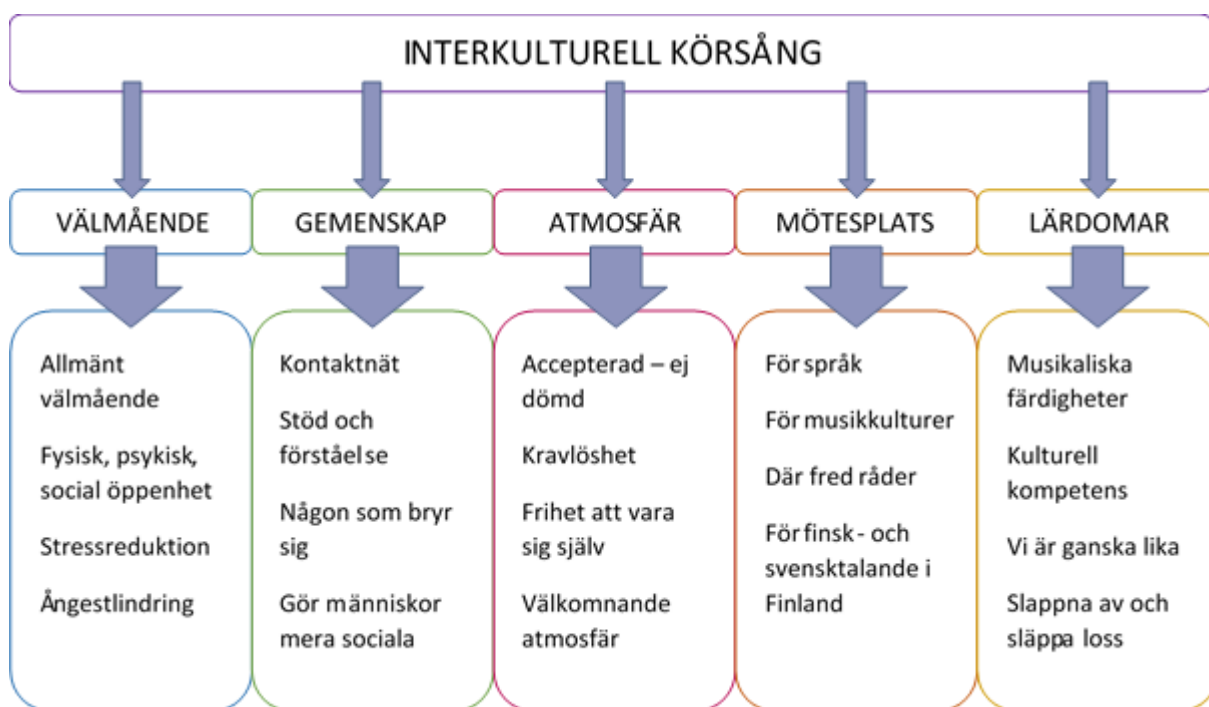 INTERKULTURELL KÖRSÅNG
VÄLMÅENDE
GEMENSKAP
ATMOSFÄR
MÖTESPLATS
LÄRDOMAR
Allmänt
välmående
Fysisk, psykisk,
social öppenhet
Stressreduktion
Ångestlindring
Kontaktnät
Stöd och
förståelse
Någon som bryr
sig
Gör människor
mera sociala
Accepterad – ej
dömd
Kravlöshet
Frihet att vara
sig själv
Välkomnande
atmosfär
För språk
För musikkulturer
Där fred råder
För finsk- och
svensktalande i
Finland
Musikaliska
färdigheter
Kulturell
kompetens
Vi är ganska lika
Slappna av och
släppa loss